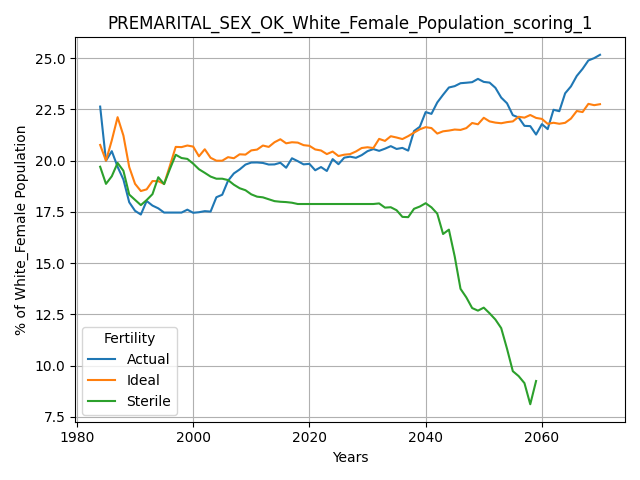 PREMARITAL_SEX_OK_White_Female_Population_scoring_1
% of White_Female Population
25.0
22.5
20.0
17.5
15.0
12.5
10.0
7.5
Fertility
Actual
Ideal
Sterile
1980
2000
2020
2040
2060
Years